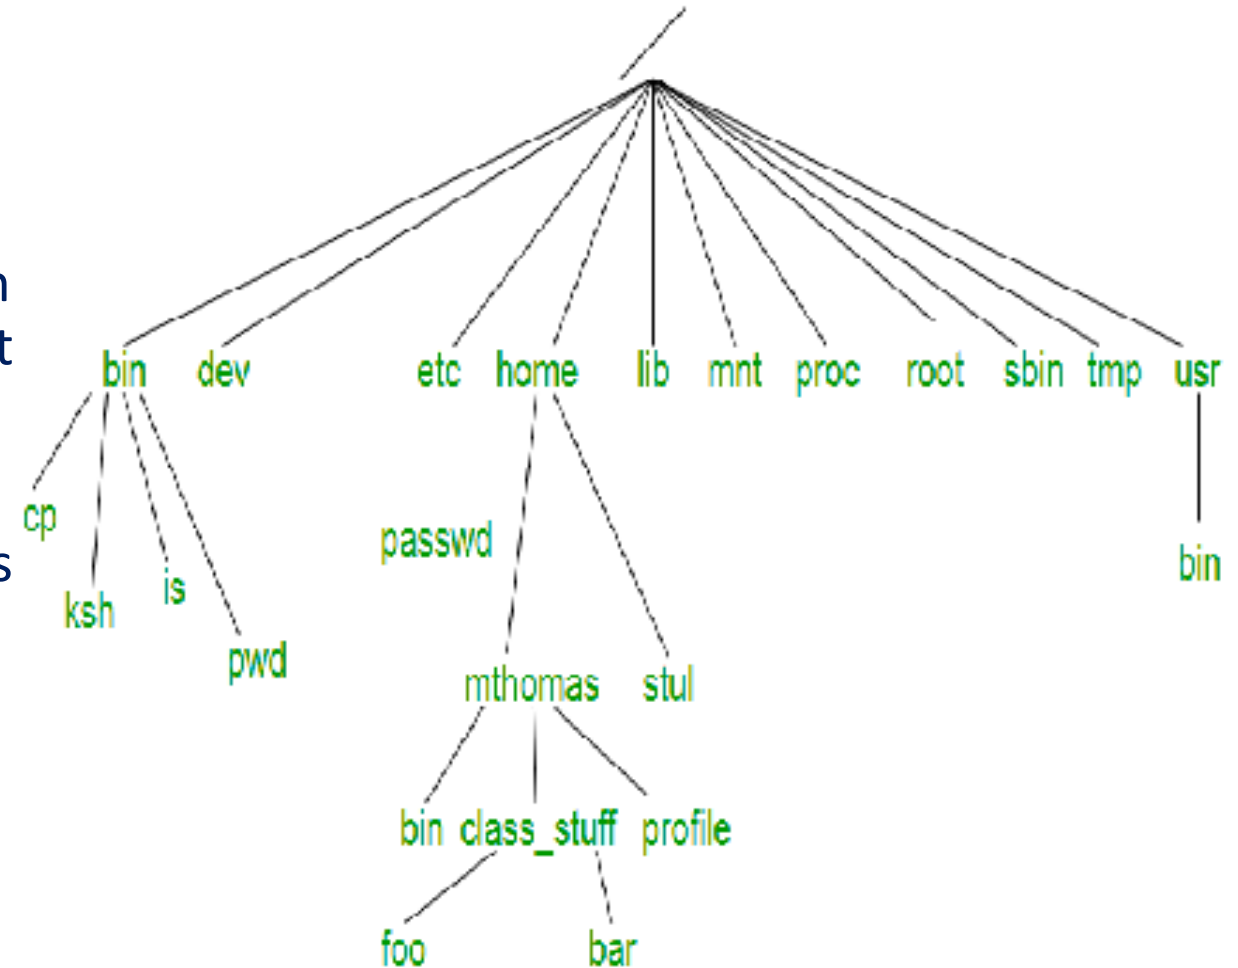 /
n
t
bin dev etc home lib mnt proc root sbin tmp usr
cp
passwd
s
bin
is
ksh
pwd
mthomas stul
bin class_stuff profile
foo bar